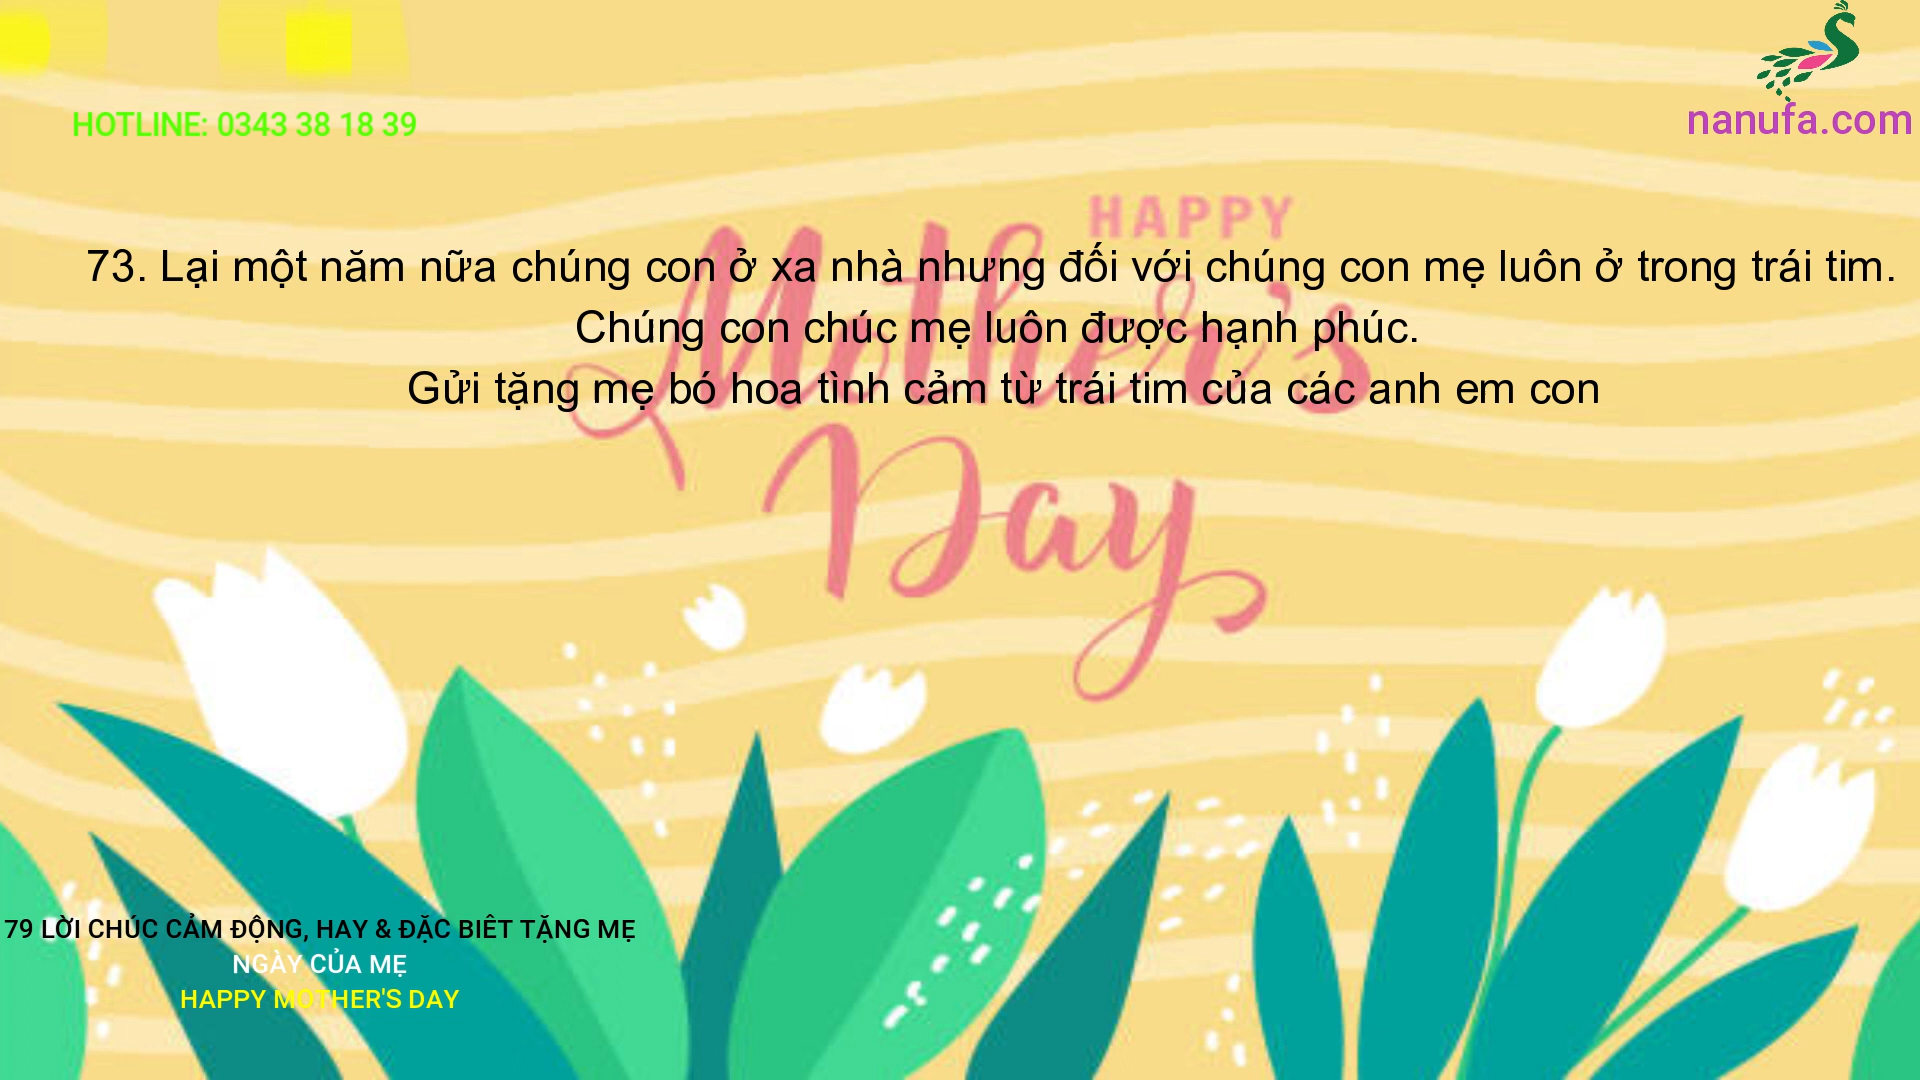 HOTLINE: 0343 38 18 39
nanufa.com
HAPPY
Mother's
Day
73. Lại một năm nữa chúng con ở xa nhà nhưng đối với chúng con mẹ luôn ở trong trái tim.
Chúng con chúc mẹ luôn được hạnh phúc.
Gửi tặng mẹ bó hoa tình cảm từ trái tim của các anh em con
79 LỜI CHÚC CẢM ĐỘNG, HAY & ĐẶC BIÊT TẶNG MẸ
NGÀY CỦA MẸ
HAPPY MOTHER'S DAY